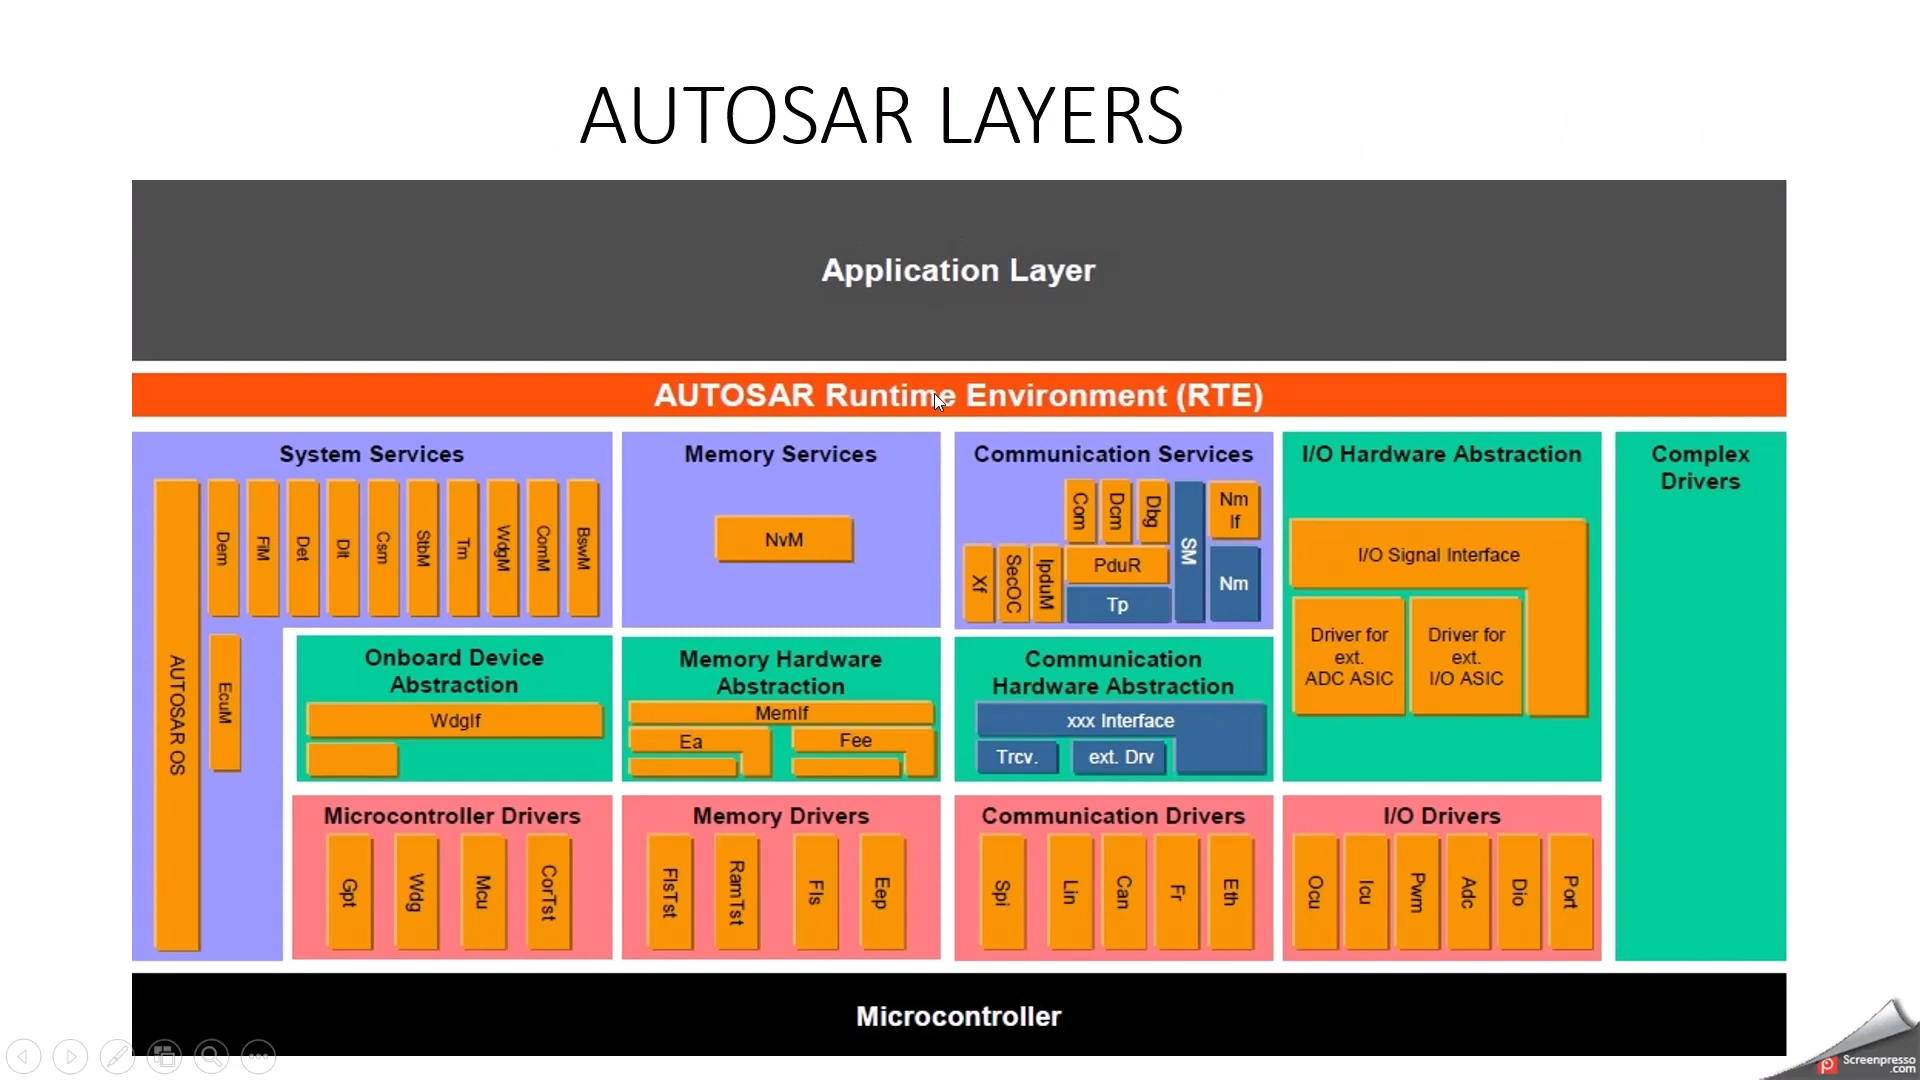 AUTOSAR LAYERS
Application Layer
AUTOSAR Runtime Environment (RTE)
System Services
AUTOSAR OS
Dem
FiM
Det
Dlt
Csm
StbM
Tm
WdgM
ComM
BswM
EcuM
Memory Services
NvM
Communication Services
Xf
SecOC
IpduM
Com
Dcm
Dbg
PduR
Tp
SM
Nm
If
Nm
I/O Hardware Abstraction
I/O Signal Interface
Driver for
ext.
ADC ASIC
Driver for
ext.
I/O ASIC
Complex
Drivers
Onboard Device
Abstraction
WdgIf
Memory Hardware
Abstraction
MemIf
Ea
Fee
Communication
Hardware Abstraction
xxx Interface
Trcv.
ext. Drv
Microcontroller Drivers
Gpt
Wdg
Mcu
CorTst
Memory Drivers
FlsTst
RamTst
Fls
Eep
Communication Drivers
Spi
Lin
Can
Fr
Eth
I/O Drivers
Ocu
Icu
Pwm
Adc
Dio
Port
Microcontroller
Screenpresso
.com